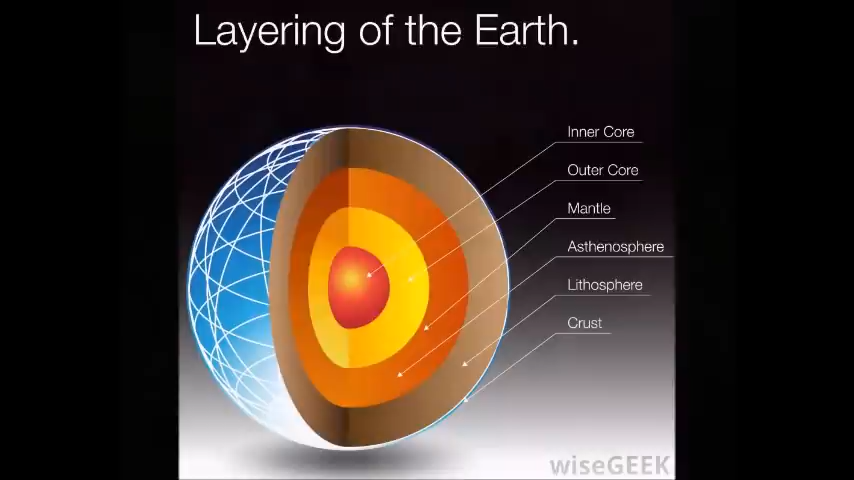 Layering of the Earth.
Inner Core
Outer Core
Mantle
Asthenosphere
Lithosphere
Crust
wiseGEEK